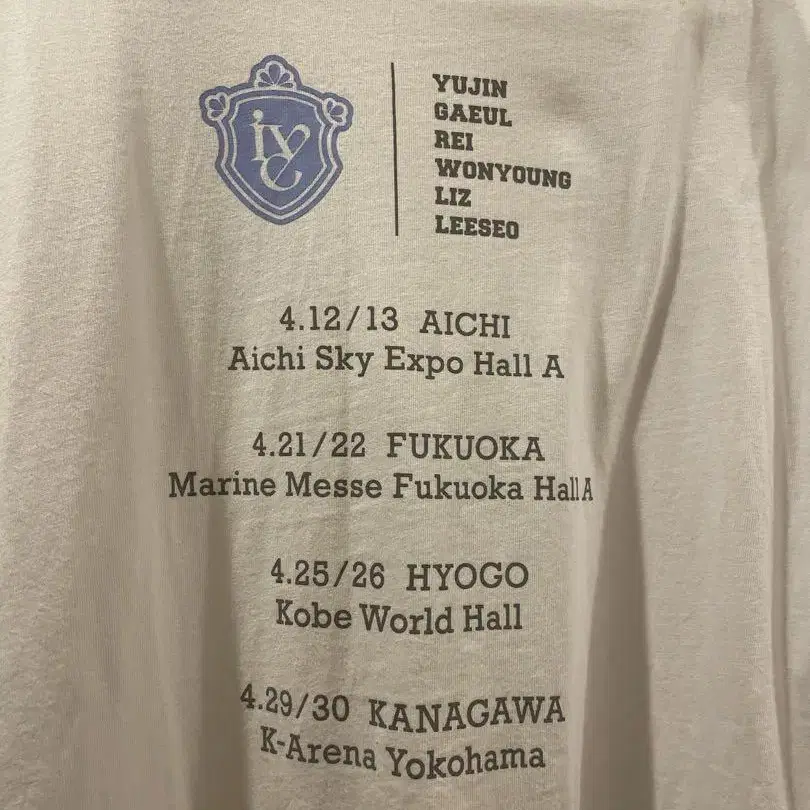 ive
YUJIN
GAEUL
REI
WONYOUNG
LIZ
LEESEO
4.12/13 AICHI
Aichi Sky Expo Hall A
4.21/22 FUKUOKA
Marine Messe Fukuoka Hall A
4.25/26 HYOGO
Kobe World Hall
4.29/30 KANAGAWA
K-Arena Yokohama